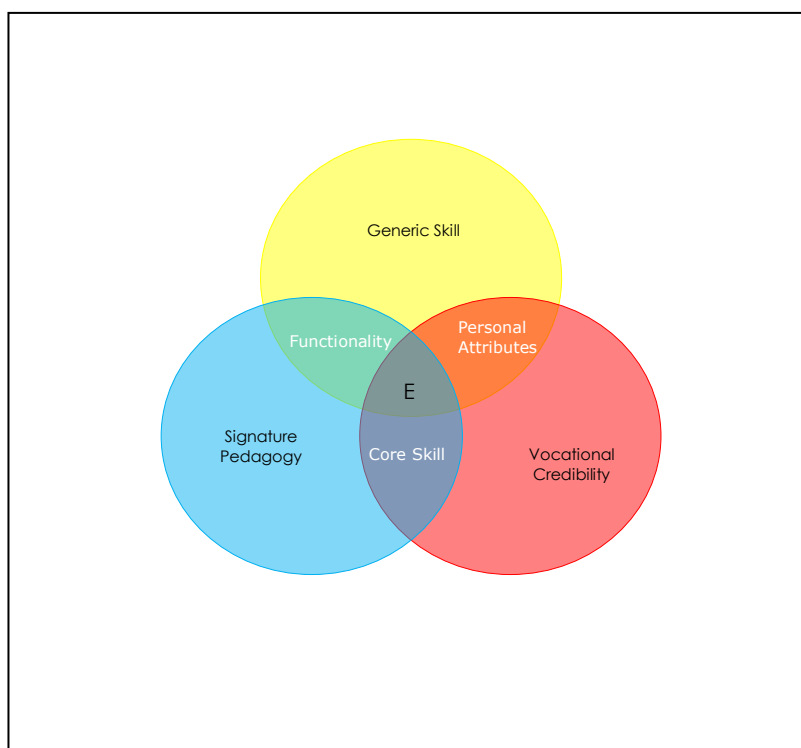 Generic Skill
Functionality
Personal
Attributes
E
Signature
Pedagogy
Core Skill
Vocational
Credibility